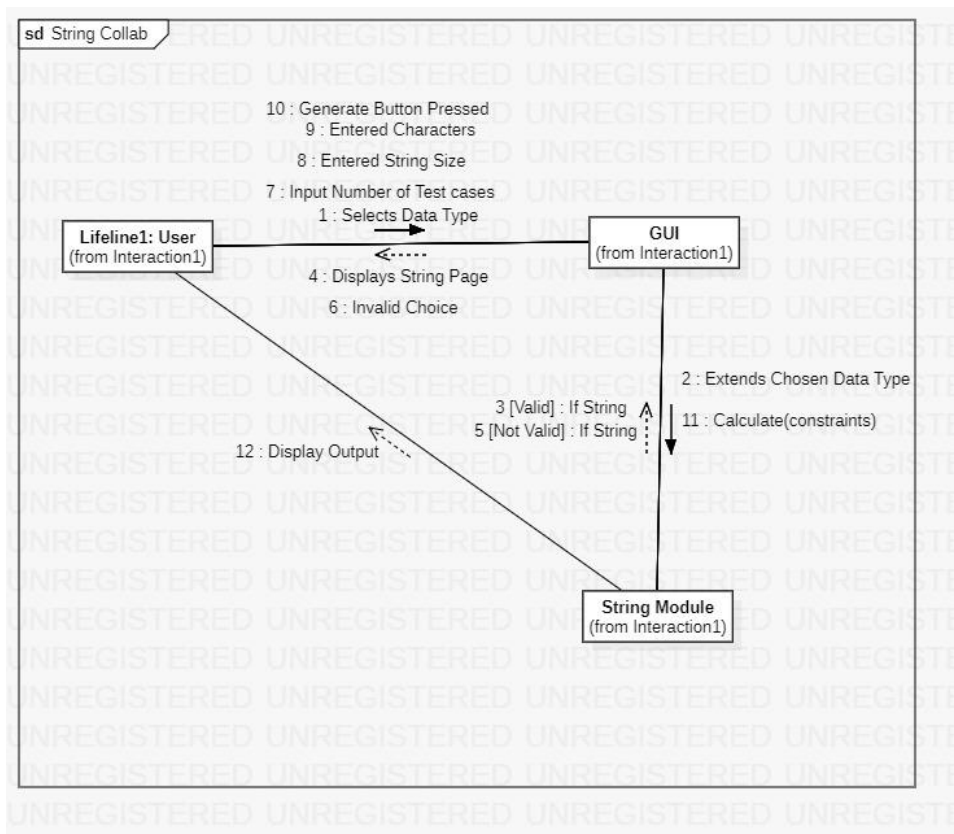 sd String Collab
10 : Generate Button Pressed
9 : Entered Characters
8 : Entered String Size
7 : Input Number of Test cases
1 : Selects Data Type
Lifeline1: User
(from Interaction1)
GUI
(from Interaction1)
4 : Displays String Page
6 : Invalid Choice
2 : Extends Chosen Data Type
3 [Valid] : If String
11 : Calculate(constraints)
5 [Not Valid] : If String
12 : Display Output
String Module
(from Interaction1)
UNREGISTERED UNREGISTERED UNREGISTERED UNREGISTE